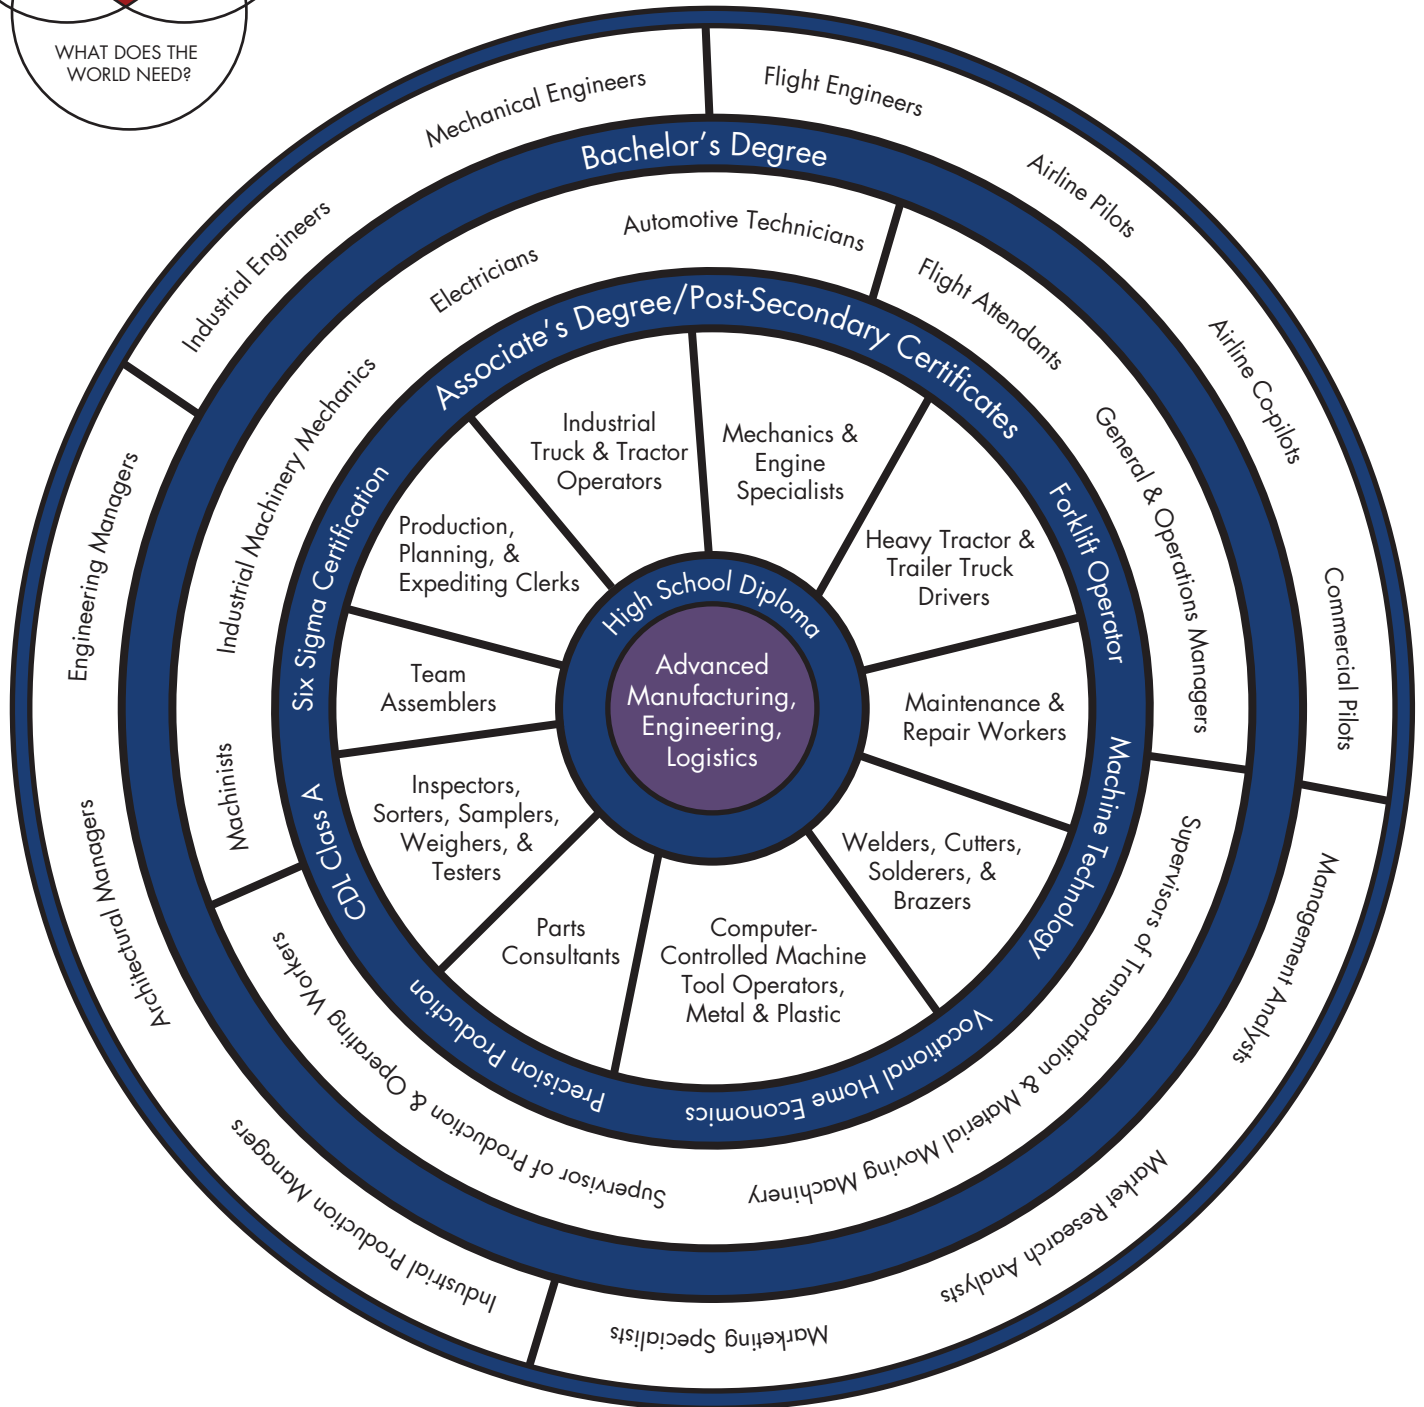 WHAT DOES THE
WORLD NEED?
Mechanical Engineers
Flight Engineers
Airline Pilots
Airline Co-pilots
Commercial Pilots
Management Analysts
Market Research Analysts
Marketing Specialists
Industrial Production Managers
Architectural Managers
Engineering Managers
Industrial Engineers
Bachelor's Degree
Automotive Technicians
Flight Attendants
General & Operations Managers
Supervisors of Transportation & Material Moving Machinery
Supervisor of Production & Operating Workers
Machinists
Industrial Machinery Mechanics
Electricians
Associate's Degree/Post-Secondary Certificates
Forklift Operator
Machine Technology
Vocational Home Economics
Precision Production
CDL Class A
Six Sigma Certification
Industrial
Truck & Tractor
Operators
Mechanics &
Engine
Specialists
Heavy Tractor &
Trailer Truck
Drivers
Maintenance &
Repair Workers
Welders, Cutters,
Solderers, &
Brazers
Computer-
Controlled Machine
Tool Operators,
Metal & Plastic
Parts
Consultants
Inspectors,
Sorters, Samplers,
Weighers, &
Testers
Team
Assemblers
Production,
Planning, &
Expediting Clerks
High School Diploma
Advanced
Manufacturing,
Engineering,
Logistics